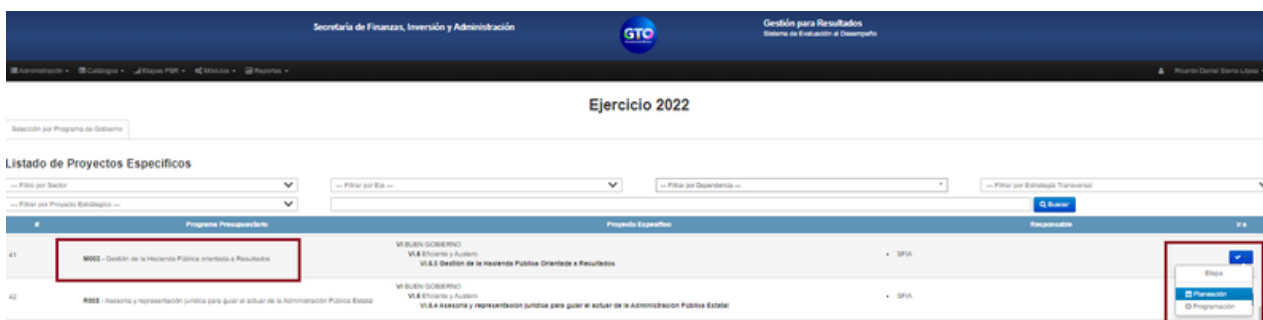 Secretaría de Finanzas, Inversión y Administración
GTO
Gestión para Resultados
Sistema de Evaluación al Desempeño
Administración
Catálogos
Etapas PBR
Módulos
Reportes
Ricardo Daniel Sierra López
Ejercicio 2022
Selección por Programa de Gobierno
Listado de Proyectos Específicos
--- Filtro por Sector
--- Filtrar por Eje ---
--- Filtrar por Dependencia ---
--- Filtrar por Estrategia Transversal
--- Filtrar por Proyecto Estratégico ---
Buscar
# Programa Presupuestario Proyecto Específico Responsable Ir a
41
M003 - Gestión de la Hacienda Pública orientada a Resultados
VI BUEN GOBIERNO
VI.6 Eficiente y Austero
VI.6.3 Gestión de la Hacienda Pública Orientada a Resultados
SFIA
Etapa
Planeación
Programación
42
R002 - Asesoría y representación jurídica para guiar el actuar de la Administración Pública Estatal
VI BUEN GOBIERNO
VI.6 Eficiente y Austero
VI.6.4 Asesoría y representación jurídica para guiar el actuar de la Administración Pública Estatal
SFIA